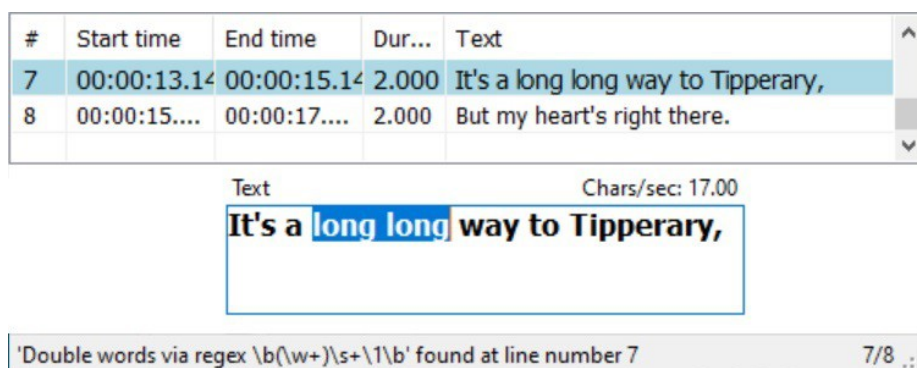 # Start time End time Dur... Text
7 00:00:13.14 00:00:15.14 2.000 It's a long long way to Tipperary,
8 00:00:15.... 00:00:17.... 2.000 But my heart's right there.
Text Chars/sec: 17.00
It's a long long way to Tipperary,
'Double words via regex \b(\w+)\s+\1\b' found at line number 7 7/8